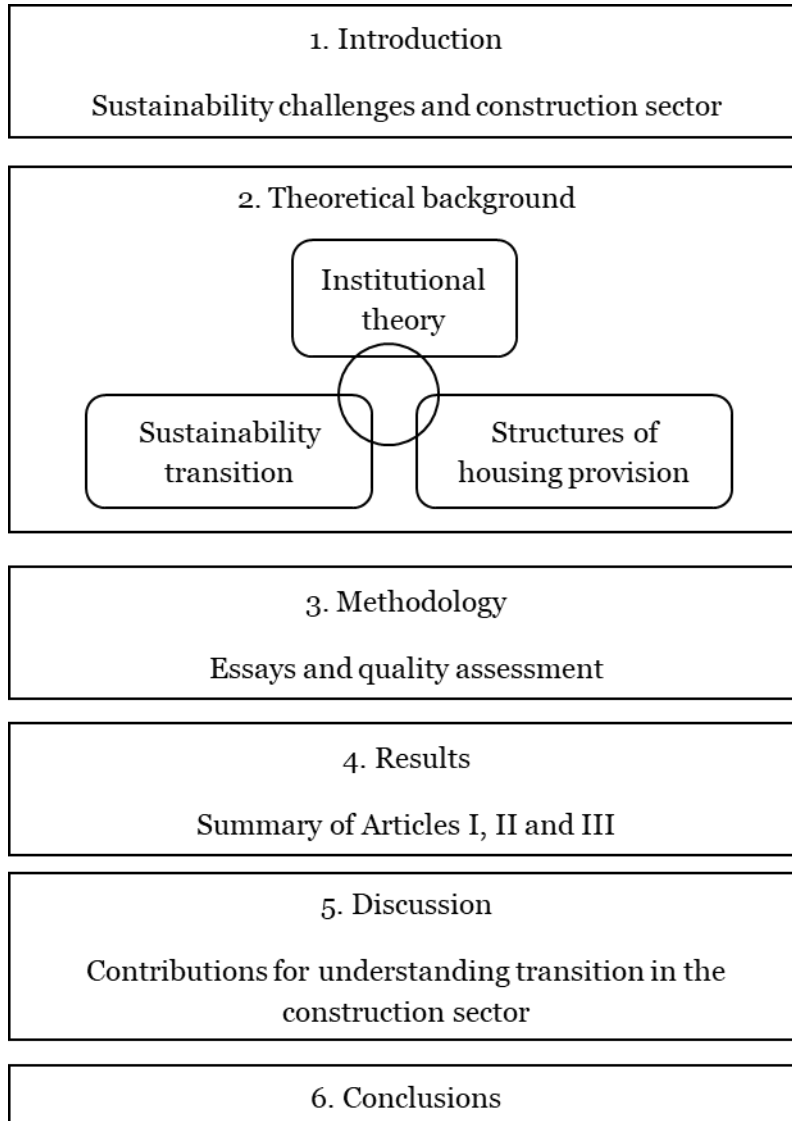 1. Introduction
Sustainability challenges and construction sector
2. Theoretical background
Institutional
theory
Sustainability
transition
Structures of
housing provision
3. Methodology
Essays and quality assessment
4. Results
Summary of Articles I, II and III
5. Discussion
Contributions for understanding transition in the
construction sector
6. Conclusions